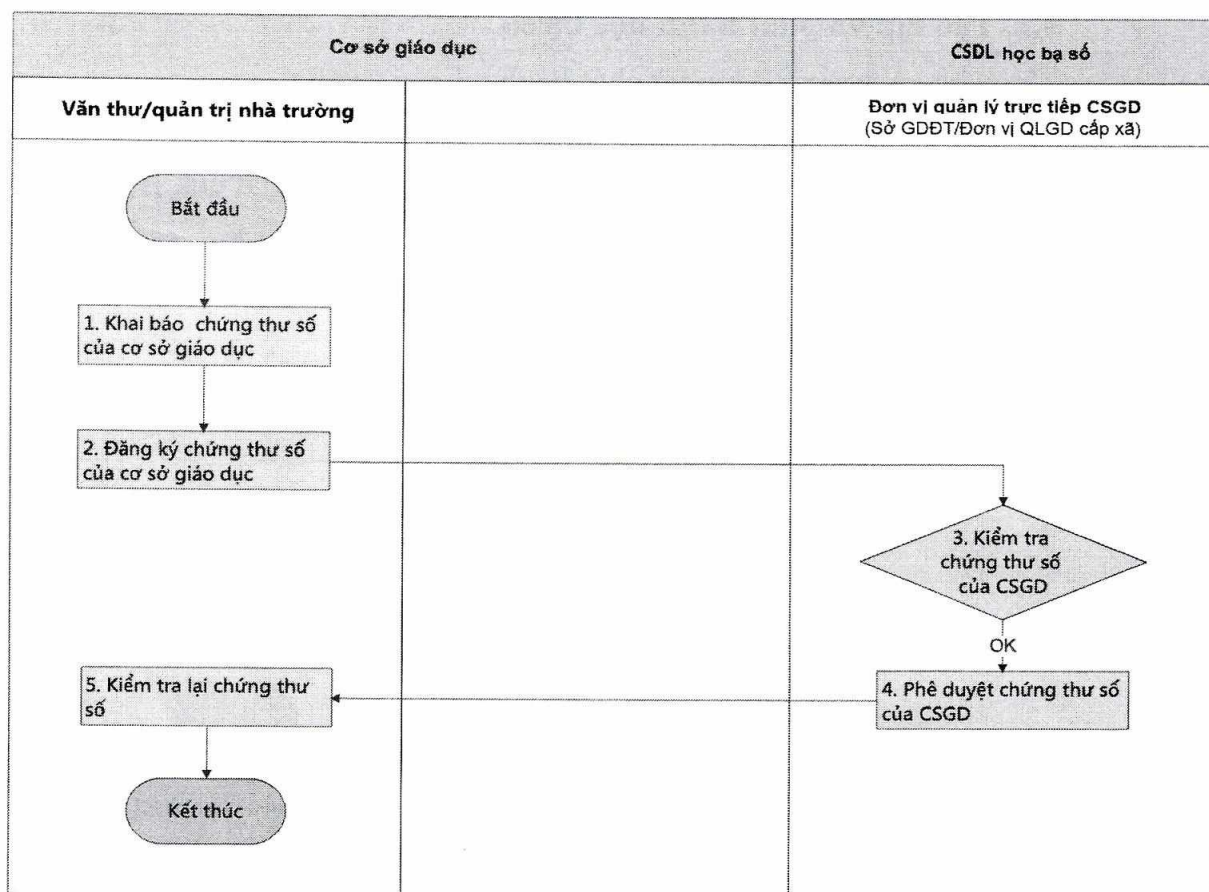 Cơ sở giáo dục
CSDL học bạ số
Văn thư/quản trị nhà trường
Đơn vị quản lý trực tiếp CSGD
(Sở GDĐT/Đơn vị QLGD cấp xã)
Bắt đầu
1. Khai báo chứng thư số
của cơ sở giáo dục
2. Đăng ký chứng thư số
của cơ sở giáo dục
3. Kiểm tra
chứng thư số
của CSGD
OK
4. Phê duyệt chứng thư số
của CSGD
5. Kiểm tra lại chứng thư
số
Kết thúc